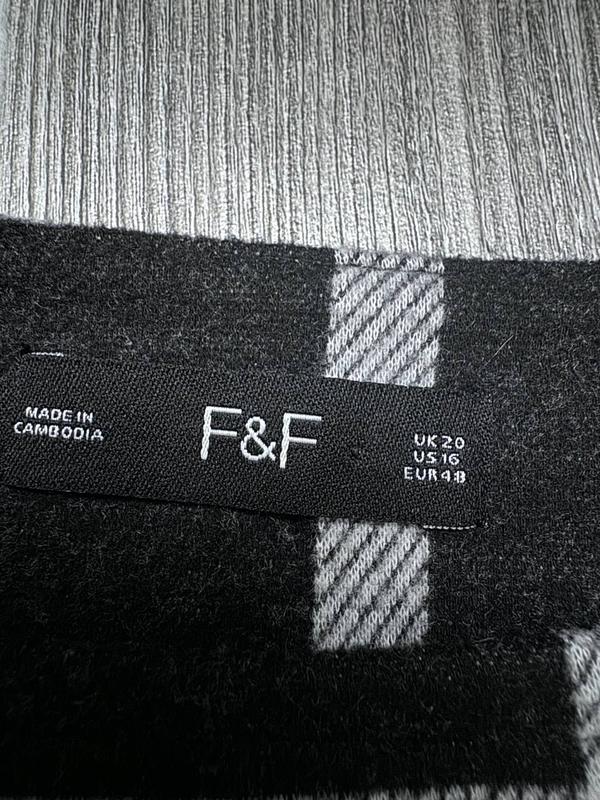 MADE IN
CAMBODIA
F&F
UK 20
US 16
EUR 48